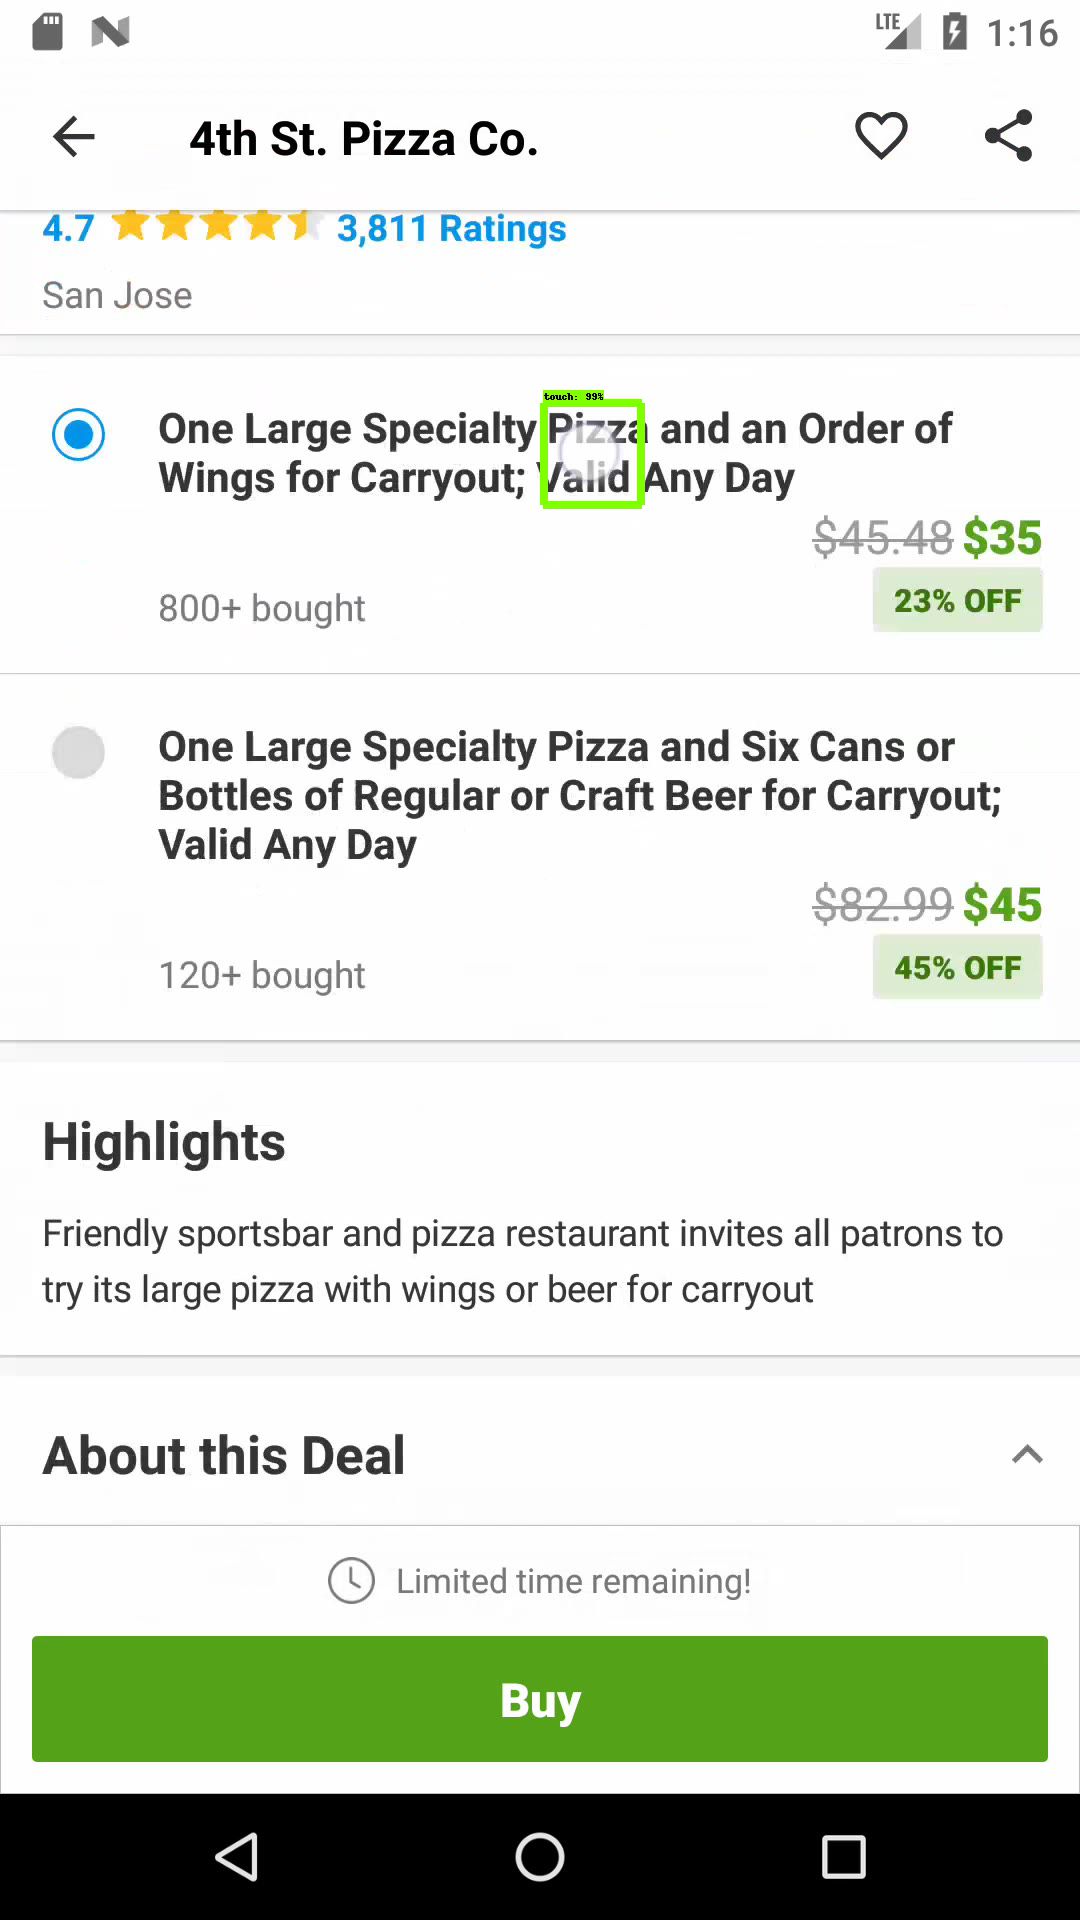 LTE 1:16
4th St. Pizza Co.
4.7 3,811 Ratings
San Jose
touch: 99%
One Large Specialty Pizza and an Order of
Wings for Carryout; Valid Any Day
$45.48 $35
800+ bought
23% OFF
One Large Specialty Pizza and Six Cans or
Bottles of Regular or Craft Beer for Carryout;
Valid Any Day
$82.99 $45
120+ bought
45% OFF
Highlights
Friendly sportsbar and pizza restaurant invites all patrons to
try its large pizza with wings or beer for carryout
About this Deal
Limited time remaining!
Buy